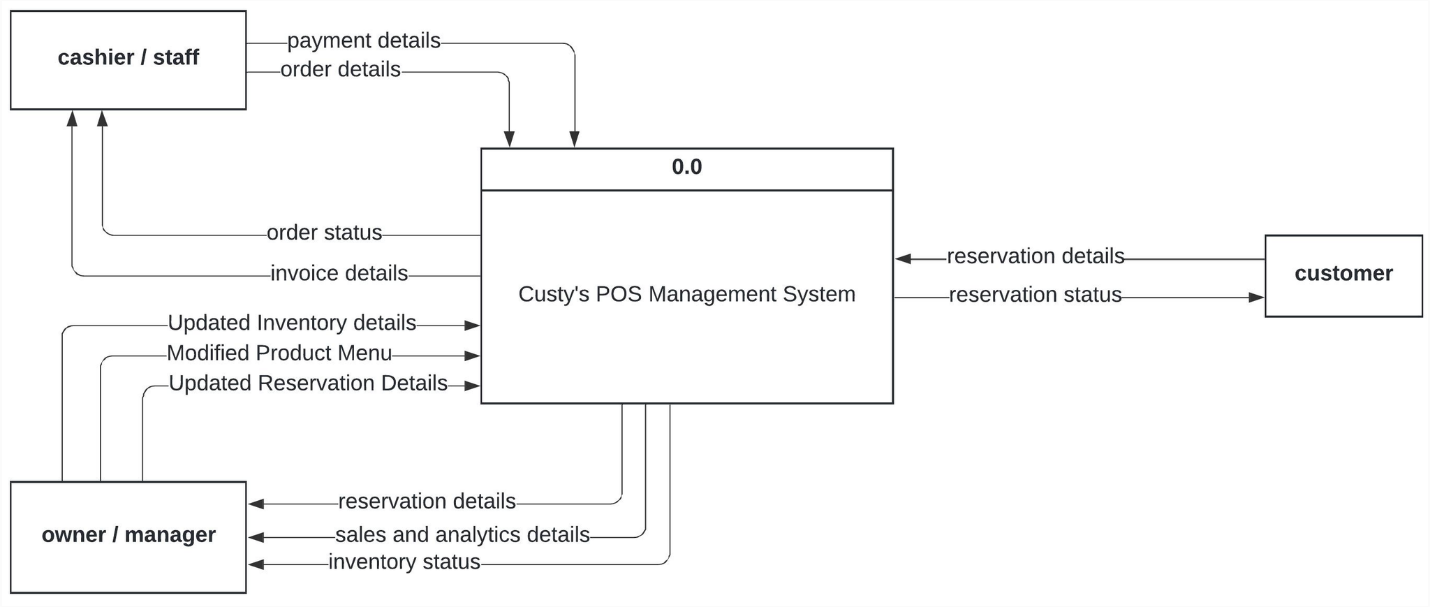 payment details
cashier / staff
order details
0.0
order status
reservation details
invoice details
customer
Custy's POS Management System
reservation status
Updated Inventory details
Modified Product Menu
Updated Reservation Details
reservation details
owner / manager
sales and analytics details
inventory status